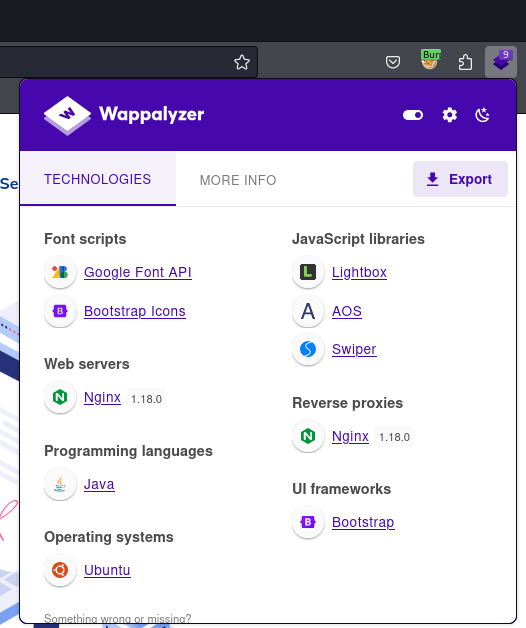 Burp
9
Wappalyzer
Se
TECHNOLOGIES
MORE INFO
Export
Font scripts
Google Font API
Bootstrap Icons
Web servers
Nginx 1.18.0
Programming languages
Java
Operating systems
Ubuntu
JavaScript libraries
Lightbox
AOS
Swiper
Reverse proxies
Nginx 1.18.0
UI frameworks
Bootstrap
Something wrong or missing?